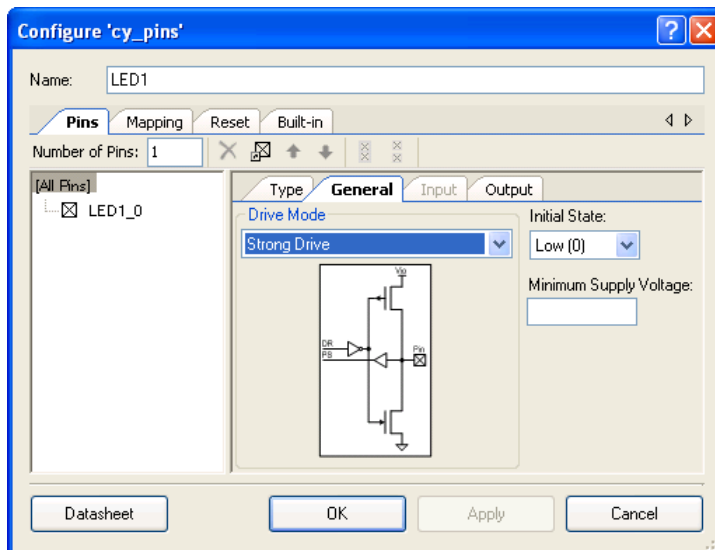 Configure 'cy_pins'
Name: LED1
Pins Mapping Reset Built-in
Number of Pins: 1
[All Pins]
LED1_0
Type General Input Output
Drive Mode
Strong Drive
Initial State:
Low (0)
Minimum Supply Voltage:
Vio
DR
PS
Pin
Datasheet OK Apply Cancel